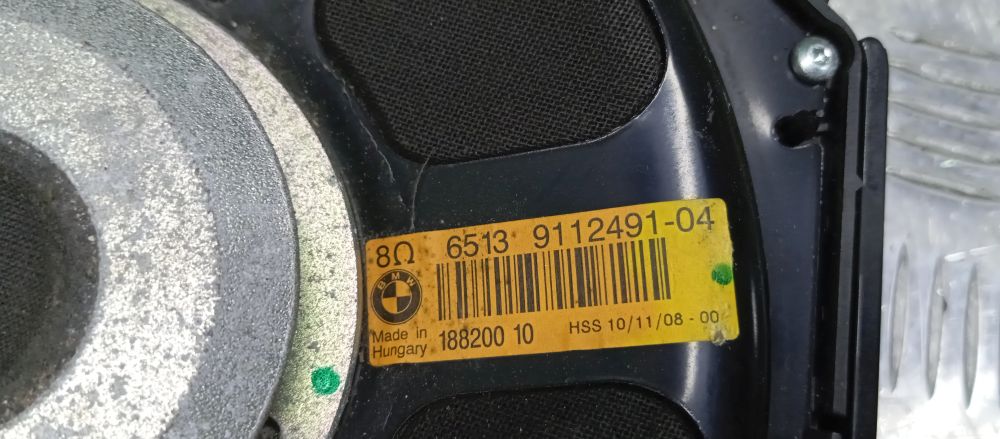 8Ω 6513 9112491-04
BMW
Made in
Hungary 188200 10 HSS 10/11/08 - 00